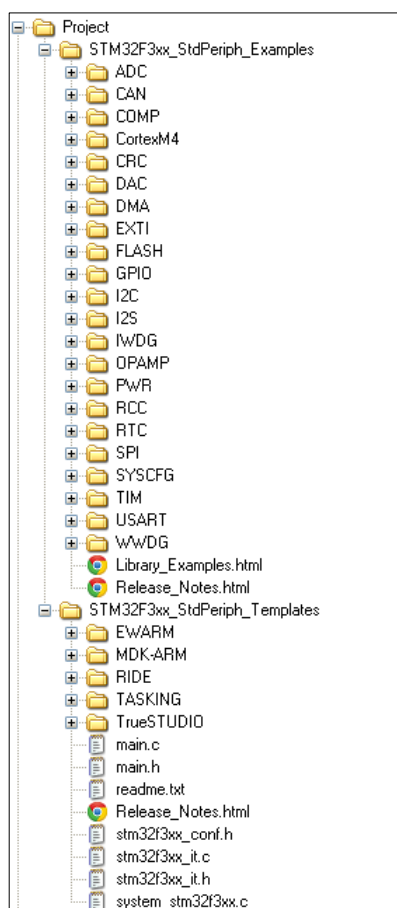 Project
STM32F3xx_StdPeriph_Examples
ADC
CAN
COMP
CortexM4
CRC
DAC
DMA
EXTI
FLASH
GPIO
I2C
I2S
IWDG
OPAMP
PWR
RCC
RTC
SPI
SYSCFG
TIM
USART
WWDG
Library_Examples.html
Release_Notes.html
STM32F3xx_StdPeriph_Templates
EWARM
MDK-ARM
RIDE
TASKING
TrueSTUDIO
main.c
main.h
readme.txt
Release_Notes.html
stm32f3xx_conf.h
stm32f3xx_it.c
stm32f3xx_it.h
system_stm32f3xx.c